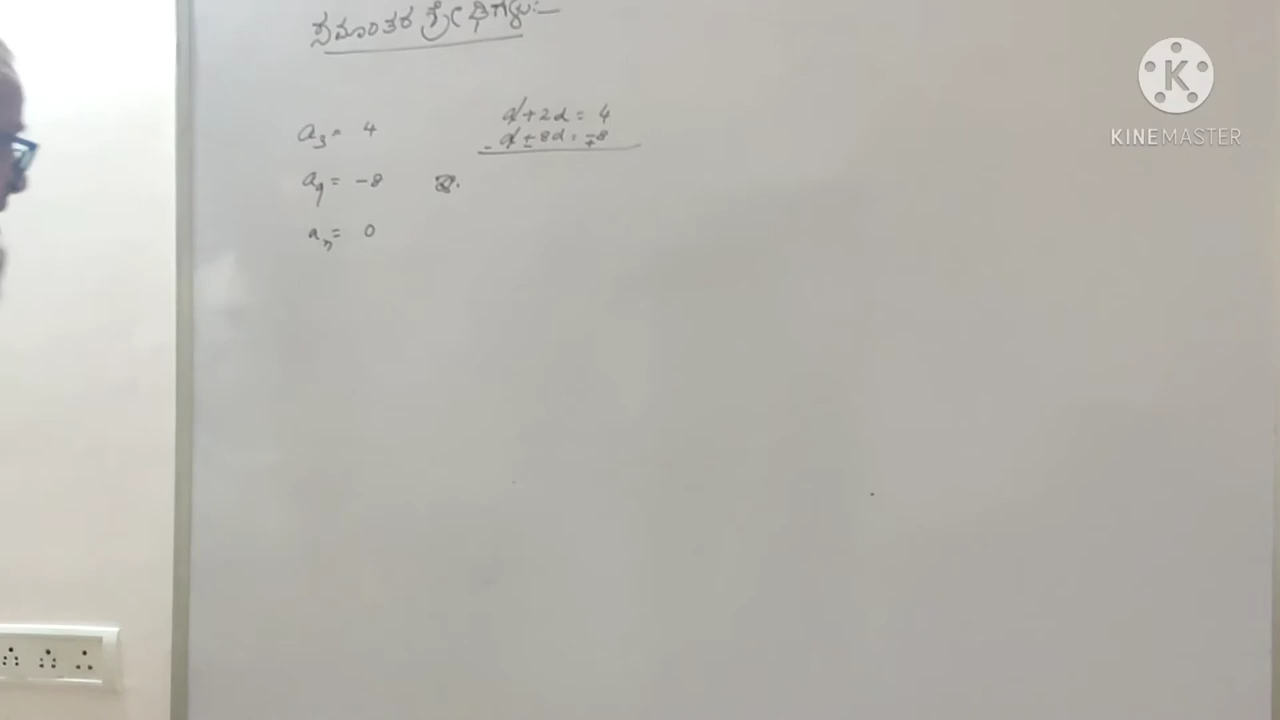 ಸಮಾಂತರ ಶ್ರೇಢಿಗಳು:—
a₃ = 4
a₉ = -8
aₙ = 0
a+2d = 4
- a±8d = ∓8
K
KINEMASTER